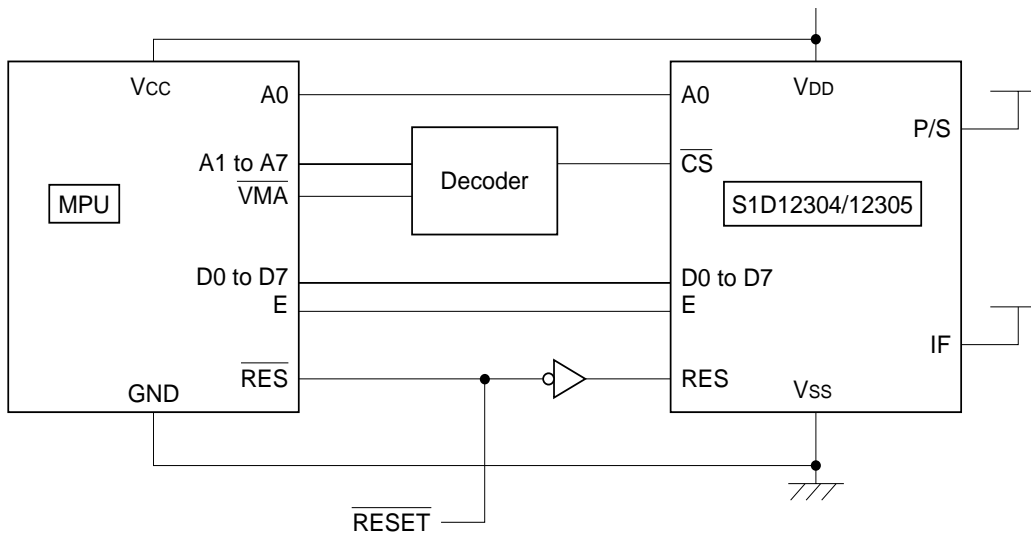 VCC
A0
A1 to A7
VMA
MPU
D0 to D7
E
RES
GND
Decoder
VDD
A0
P/S
CS
S1D12304/12305
D0 to D7
E
IF
RES
VSS
RESET